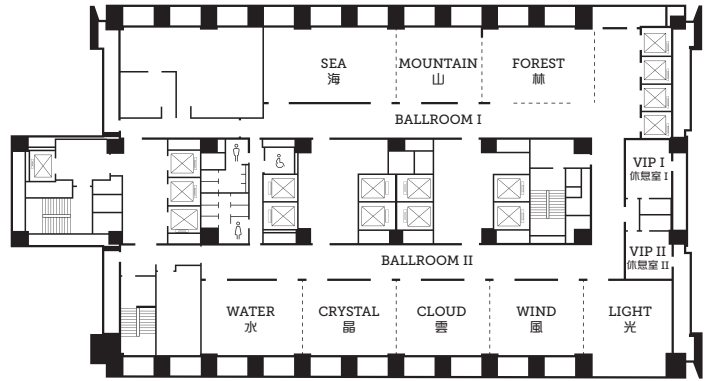 SEA
海
MOUNTAIN
山
FOREST
林
BALLROOM I
VIP I
休息室 I
VIP II
休息室 II
BALLROOM II
WATER
水
CRYSTAL
晶
CLOUD
雲
WIND
風
LIGHT
光